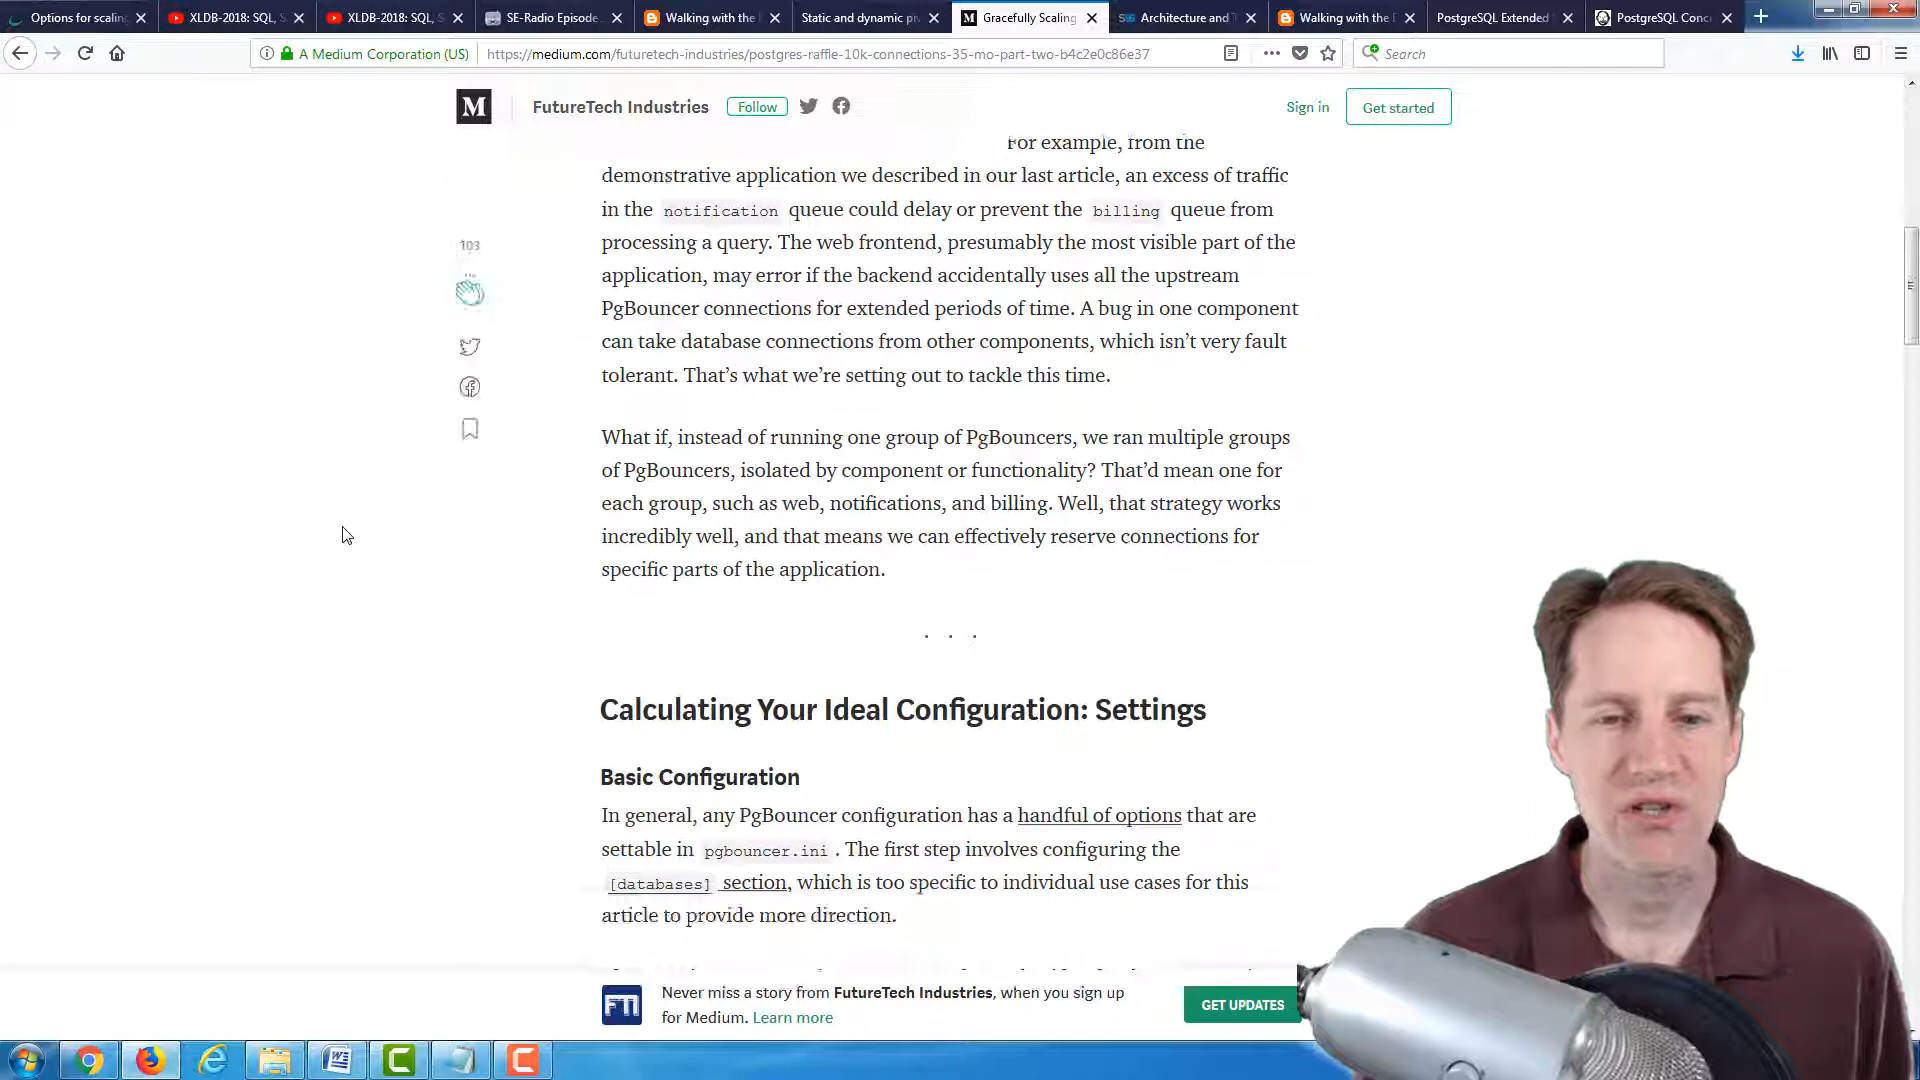 Options for scaling
XLDB-2018: SQL, S
XLDB-2018: SQL, S
SE-Radio Episode
Walking with the
Static and dynamic pi
Gracefully Scaling
Architecture and T
Walking with the
PostgreSQL Extended
PostgreSQL Conc
A Medium Corporation (US)
https://medium.com/futuretech-industries/postgres-raffle-10k-connections-35-mo-part-two-b4c2e0c86e37
Search
M
FutureTech Industries
Follow
Sign in
Get started
For example, from the
demonstrative application we described in our last article, an excess of traffic
in the notification queue could delay or prevent the billing queue from
processing a query. The web frontend, presumably the most visible part of the
application, may error if the backend accidentally uses all the upstream
PgBouncer connections for extended periods of time. A bug in one component
can take database connections from other components, which isn’t very fault
tolerant. That’s what we’re setting out to tackle this time.
103
What if, instead of running one group of PgBouncers, we ran multiple groups
of PgBouncers, isolated by component or functionality? That’d mean one for
each group, such as web, notifications, and billing. Well, that strategy works
incredibly well, and that means we can effectively reserve connections for
specific parts of the application.
. . .
Calculating Your Ideal Configuration: Settings
Basic Configuration
In general, any PgBouncer configuration has a handful of options that are
settable in pgbouncer.ini . The first step involves configuring the
[databases] section, which is too specific to individual use cases for this
article to provide more direction.
FTI
Never miss a story from FutureTech Industries, when you sign up
for Medium. Learn more
GET UPDATES